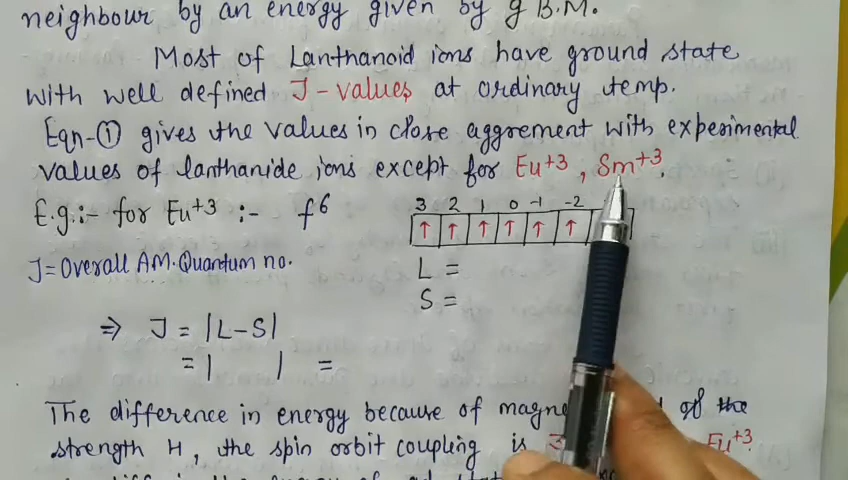 neighbour by an energy given by g B.M.
Most of Lanthanoid ions have ground state
with well defined J-values at ordinary temp.
Eqn-① gives the values in close aggrement with experimental
values of lanthanide ions except for Eu+3, Sm+3.
E.g.:- for Eu+3 :- f6
3 2 1 0 -1 -2
↑ ↑ ↑ ↑ ↑ ↑
J = Overall AM. Quantum no.
L =
S =
⇒ J = |L-S|
= | | =
The difference in energy because of of the
strength H, the spin orbit coupling is Eu+3